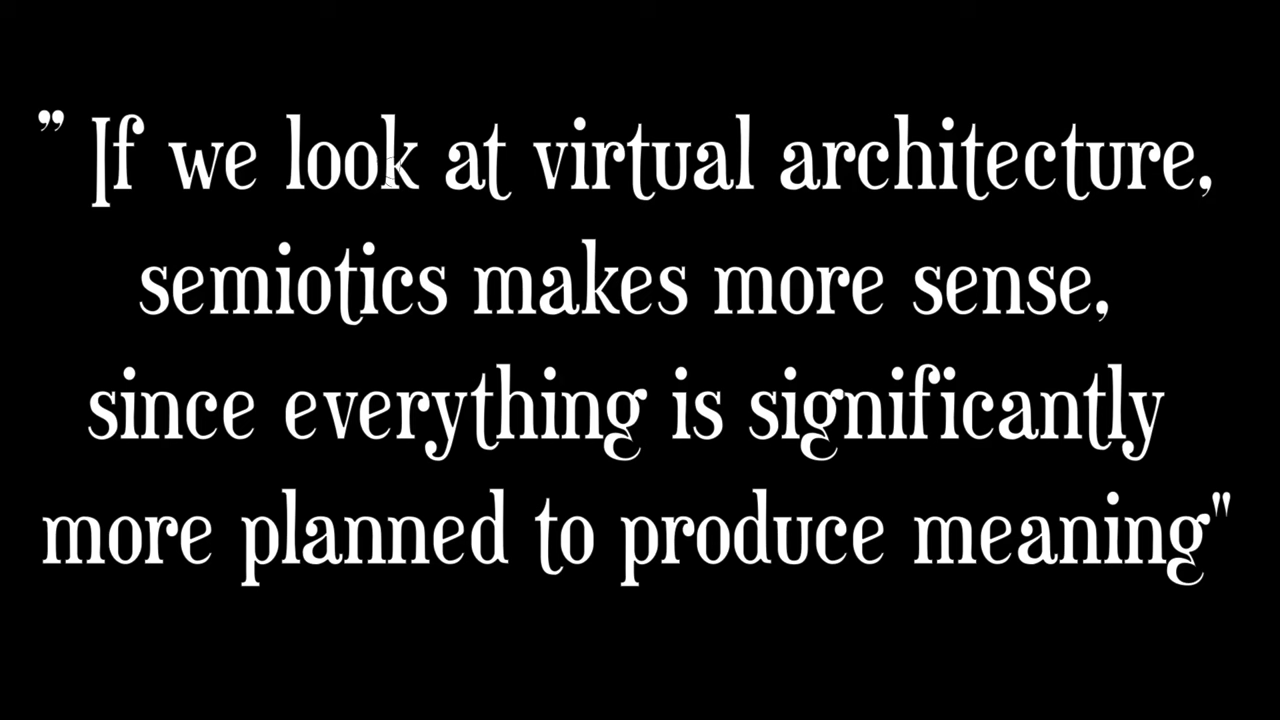 ” If we look at virtual architecture,
semiotics makes more sense,
since everything is significantly
more planned to produce meaning"